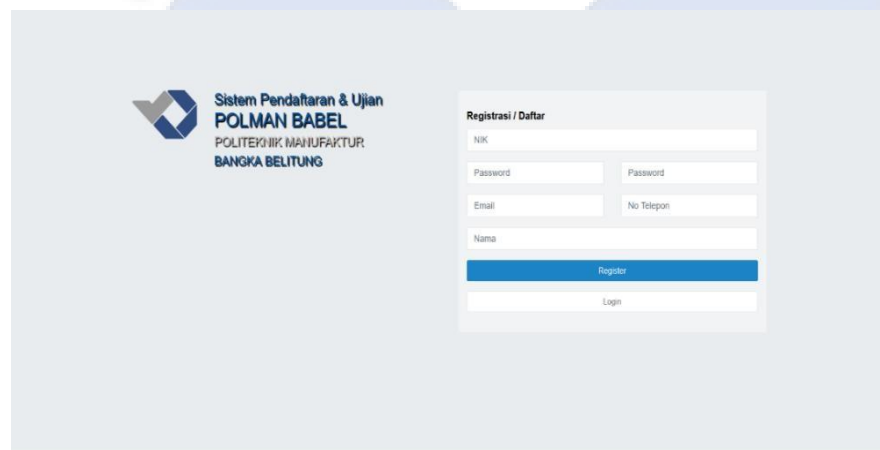 Sistem Pendaftaran & Ujian
POLMAN BABEL
POLITEKNIK MANUFAKTUR
BANGKA BELITUNG
Registrasi / Daftar
NIK
Password Password
Email No Telepon
Nama
Register
Login